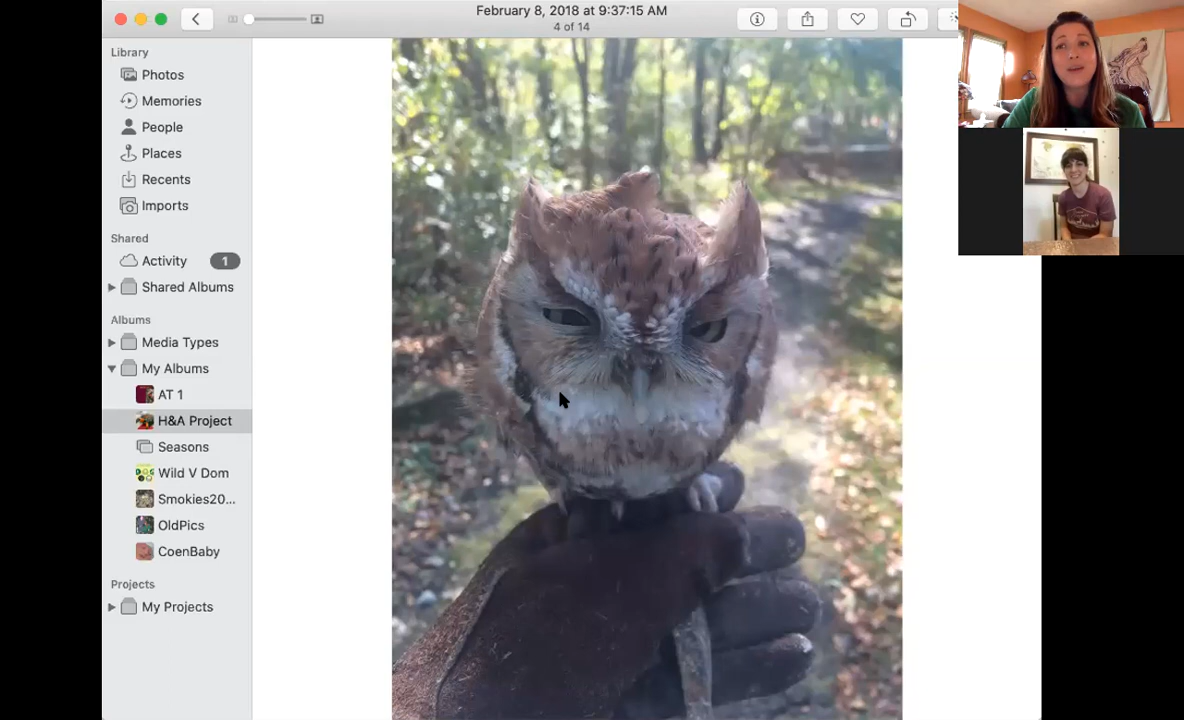 February 8, 2018 at 9:37:15 AM
4 of 14
Library
Photos
Memories
People
Places
Recents
Imports
Shared
Activity 1
Shared Albums
Albums
Media Types
My Albums
AT 1
H&A Project
Seasons
Wild V Dom
Smokies20...
OldPics
CoenBaby
Projects
My Projects